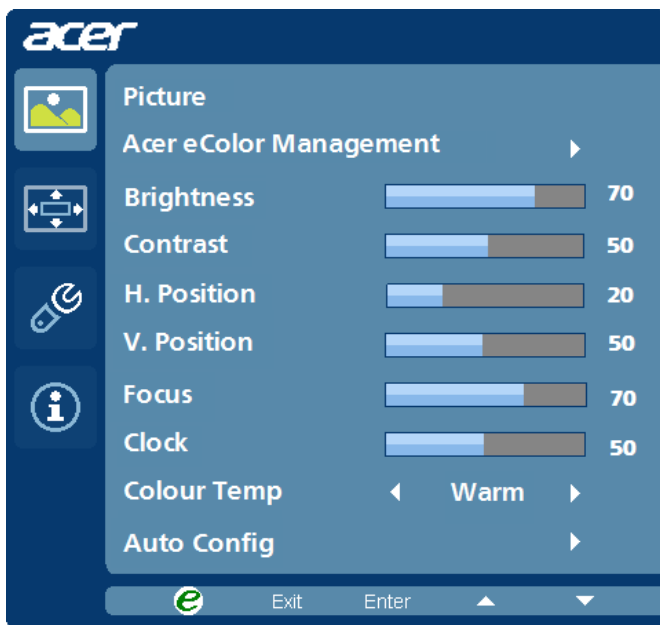 acer
Picture
Acer eColor Management
Brightness 70
Contrast 50
H. Position 20
V. Position 50
Focus 70
Clock 50
Colour Temp Warm
Auto Config
e Exit Enter